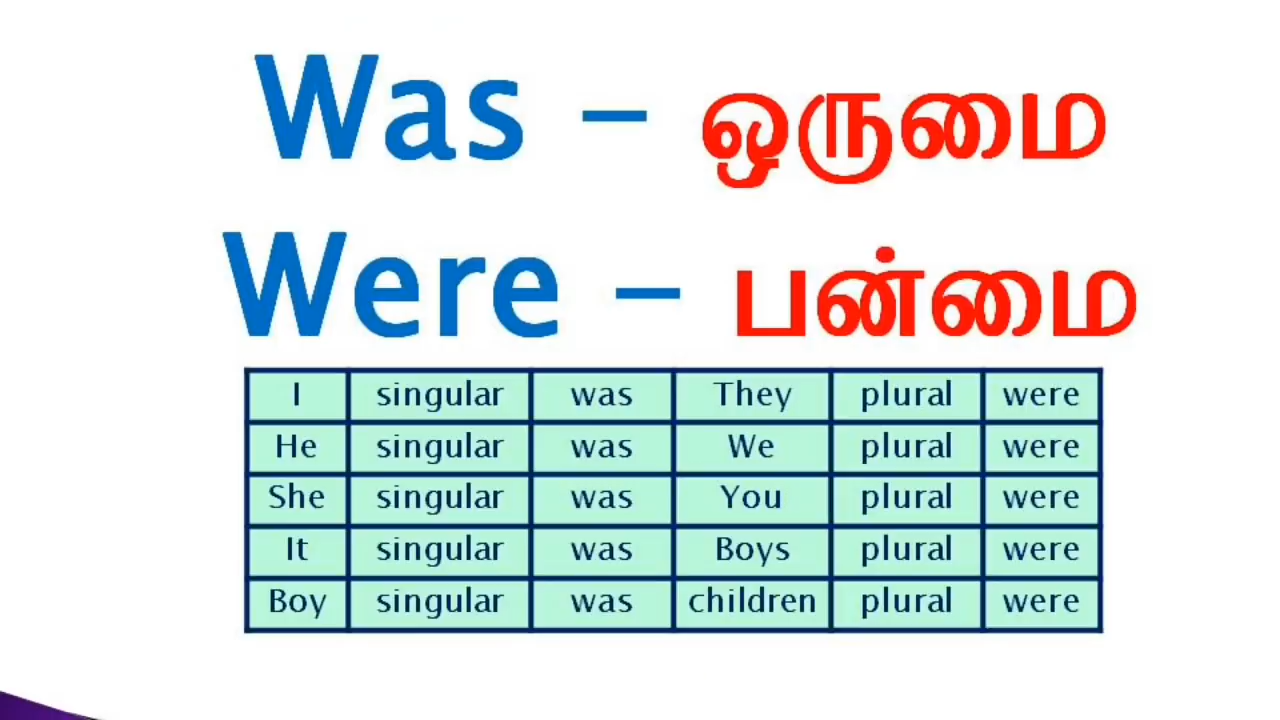 Was – ஒருமை
Were – பன்மை
I singular was They plural were
He singular was We plural were
She singular was You plural were
It singular was Boys plural were
Boy singular was children plural were